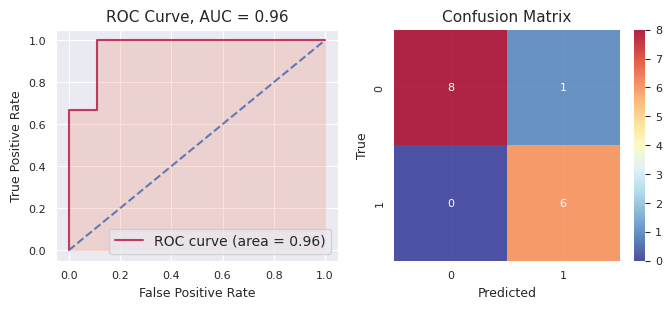 ROC Curve, AUC = 0.96
True Positive Rate
1.0
0.8
0.6
0.4
0.2
0.0
ROC curve (area = 0.96)
0.0 0.2 0.4 0.6 0.8 1.0
False Positive Rate
Confusion Matrix
True
0
1
8 1
0 6
0 1
Predicted
8
7
6
5
4
3
2
1
0